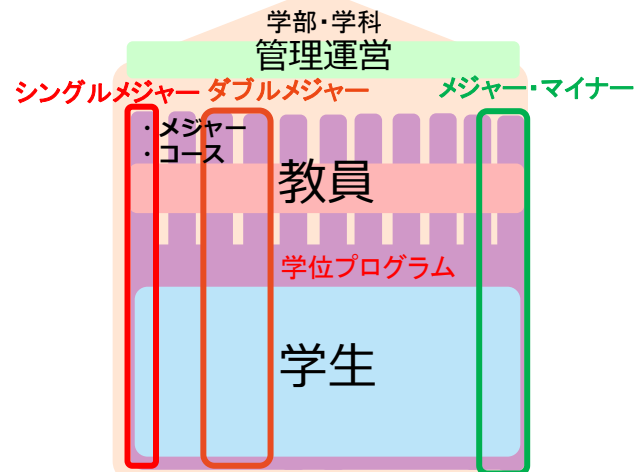 学部・学科
管理運営
シングルメジャー
ダブルメジャー
メジャー・マイナー
・メジャー
・コース
教員
学位プログラム
学生